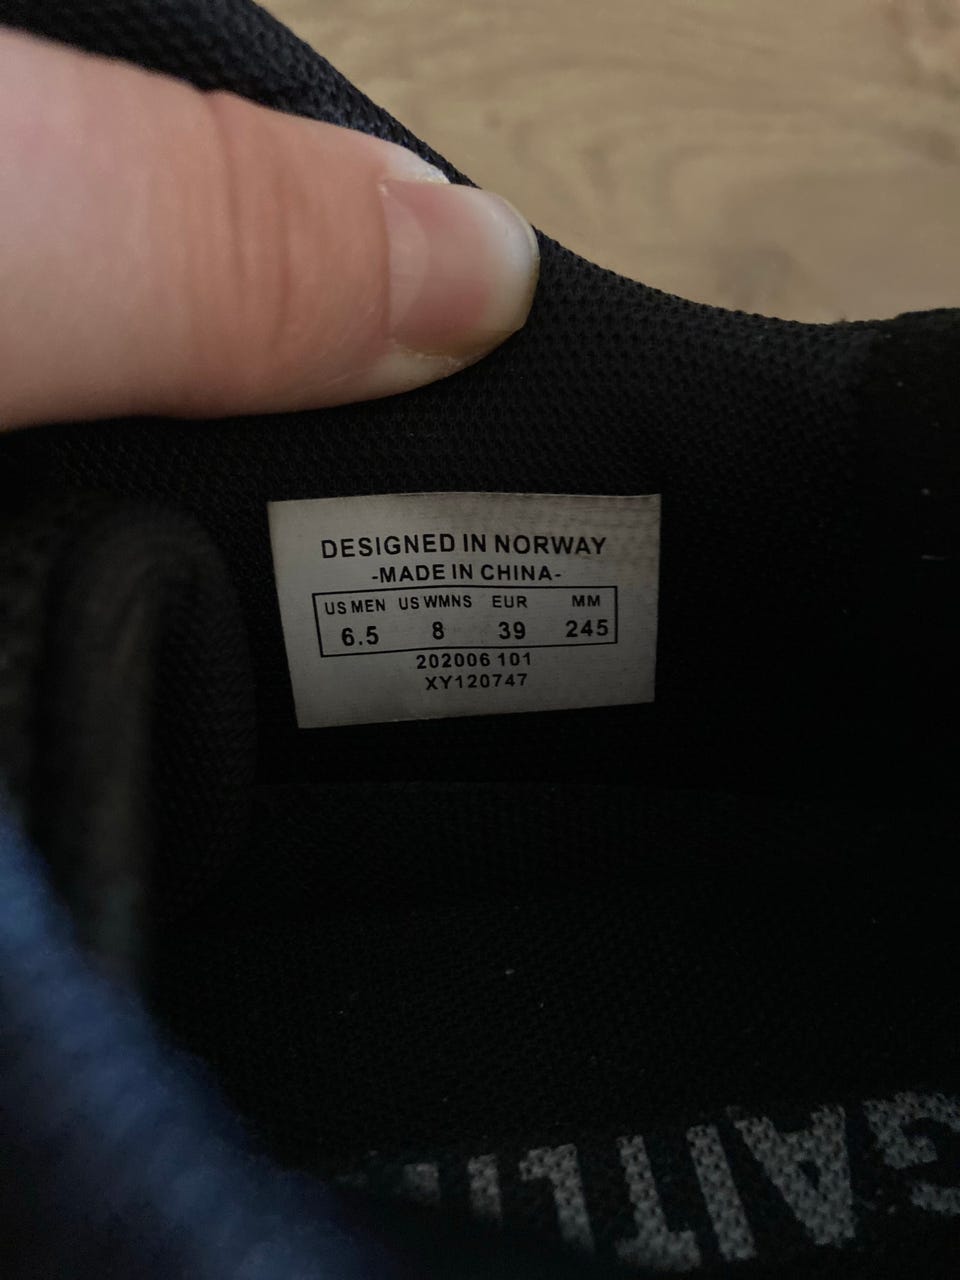 DESIGNED IN NORWAY
-MADE IN CHINA-
US MEN US WMNS EUR MM
6.5 8 39 245
202006 101
XY120747